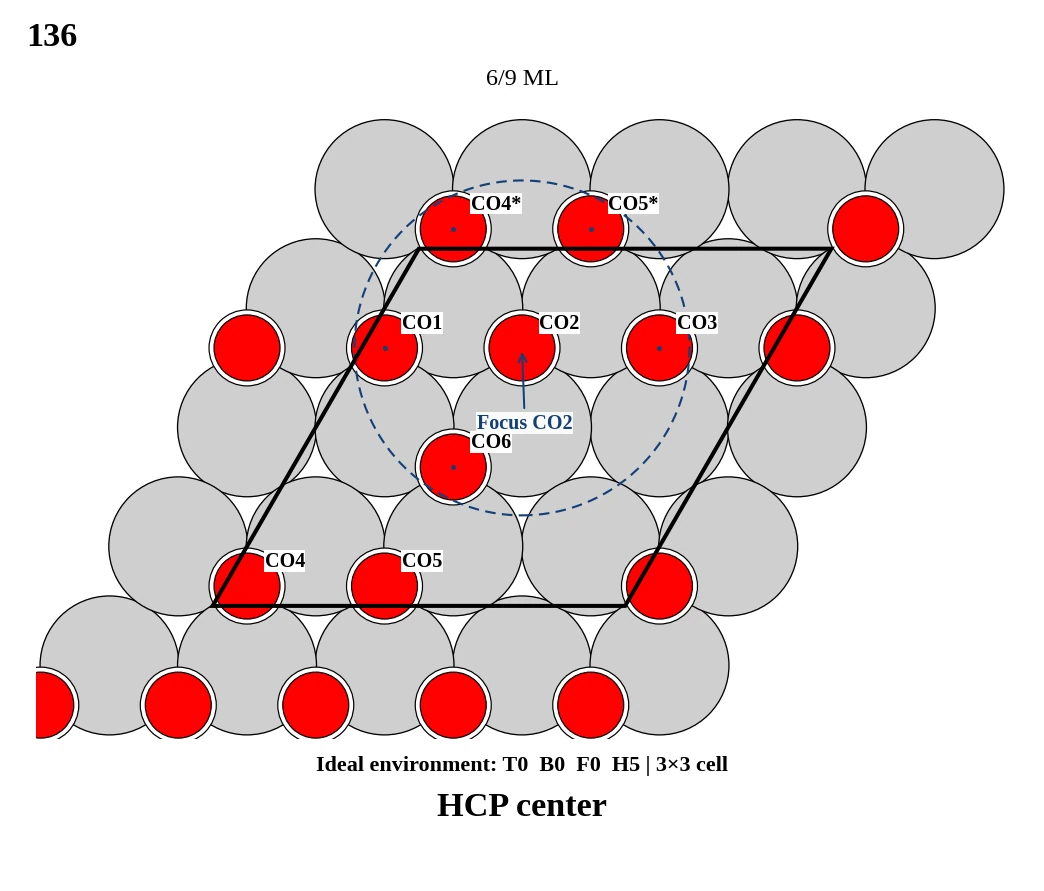 136
6/9 ML
CO4*
CO5*
CO1
CO2
CO3
Focus CO2
CO6
CO4
CO5
Ideal environment: T0 B0 F0 H5 | 3×3 cell
HCP center